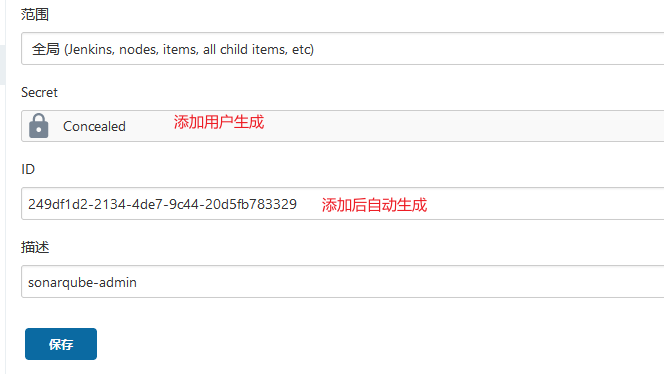 范围
全局 (Jenkins, nodes, items, all child items, etc)
Secret
Concealed 添加用户生成
ID
249df1d2-2134-4de7-9c44-20d5fb783329 添加后自动生成
描述
sonarqube-admin
保存